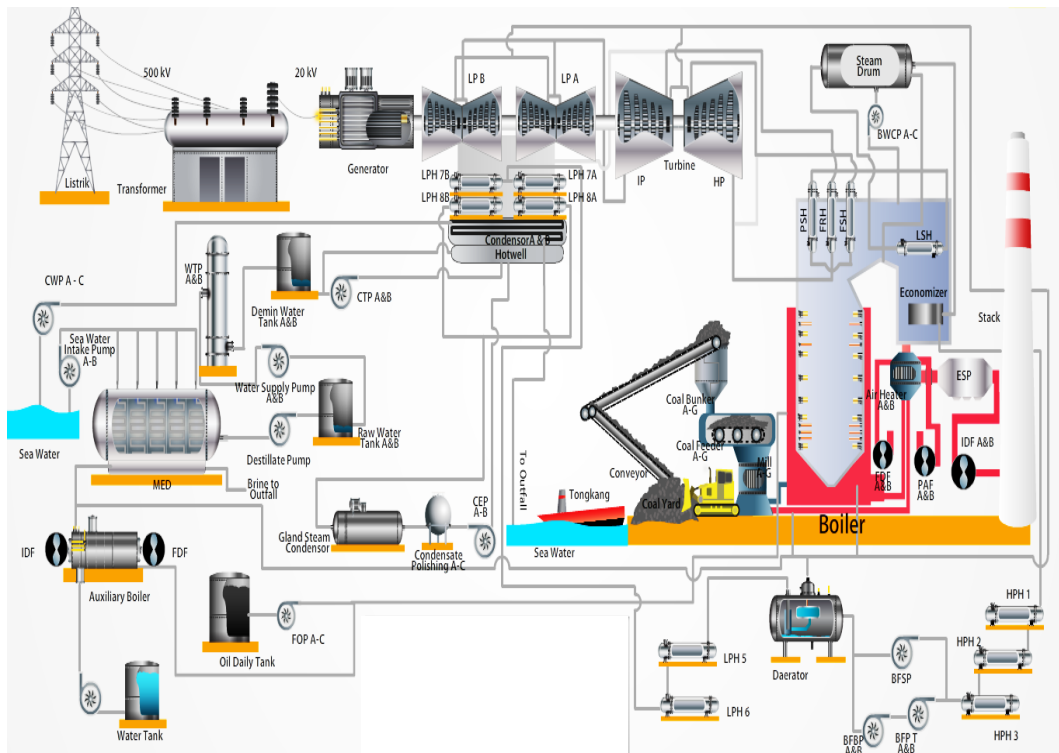 LP B
LP A
Steam
Drum
500 kV
20 kV
BWCP A-C
Generator
Turbine
Listrik
Transformer
LPH 7B
LPH 7A
IP
HP
LPH 8B
LPH 8A
PSH
FRH
FSH
LSH
CondensorA & B
Hotwell
WTP
A&B
CWP A - C
CTP A&B
Demin Water
Tank A&B
Economizer
Stack
Sea Water
Intake Pump
A-B
ESP
Air Heater
A&B
Water Supply Pump
A&B
Coal Bunker
A-G
Sea Water
Raw Water
Tank A&B
IDF A&B
Coal Feeder
A-G
Destillate Pump
To Outfall
Conveyor
Mill
A-G
FDF
A&B
PAF
A&B
MED
Brine to
Outfall
Tongkang
Coal Yard
CEP
A-B
Boiler
Gland Steam
Condensor
Condensate
Polishing A-C
Sea Water
IDF
FDF
Auxiliary Boiler
HPH 1
FOP A-C
HPH 2
Oil Daily Tank
LPH 5
Daerator
BFSP
LPH 6
HPH 3
Water Tank
BFBP
A&B
BFP T
A&B